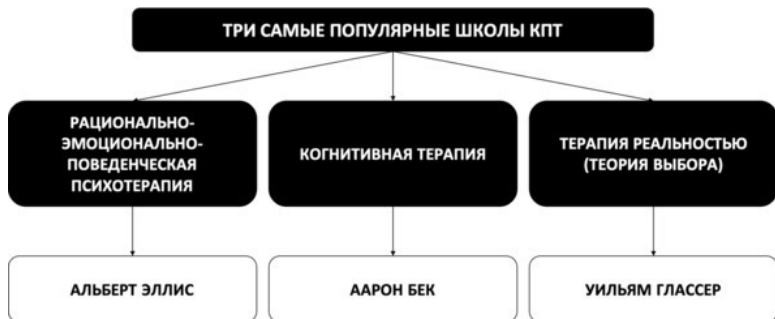 ТРИ САМЫЕ ПОПУЛЯРНЫЕ ШКОЛЫ КПТ
РАЦИОНАЛЬНО-
ЭМОЦИОНАЛЬНО-
ПОВЕДЕНЧЕСКАЯ
ПСИХОТЕРАПИЯ
КОГНИТИВНАЯ ТЕРАПИЯ
ТЕРАПИЯ РЕАЛЬНОСТЬЮ
(ТЕОРИЯ ВЫБОРА)
АЛЬБЕРТ ЭЛЛИС
ААРОН БЕК
УИЛЬЯМ ГЛАССЕР